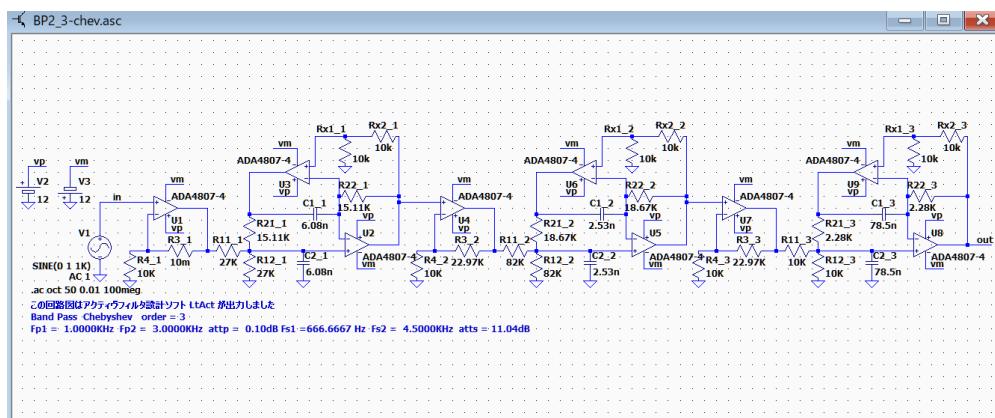 BP2_3-chev.asc
vp
vm
V2
V3
12
12
in
V1
SINE(0 1 1K)
AC 1
.ac oct 50 0.01 100meg
この回路図はアクティヴフィルタ設計ソフト LtAct が出力しました
Band Pass Chebyshev order = 3
Fp1 = 1.0000KHz Fp2 = 3.0000KHz attp = 0.10dB Fs1 =666.6667 Hz Fs2 = 4.5000KHz atts = 11.04dB
vm
ADA4807-4
U1
vp
R3_1
10m
R4_1
10K
R11_1
27K
Rx1_1
10k
Rx2_1
10k
vm
ADA4807-4
U3
vp
R22_1
15.11K
C1_1
6.08n
R21_1
15.11K
vp
U2
ADA4807-4
vm
R12_1
27K
C2_1
6.08n
vm
ADA4807-4
U4
vp
R3_2
22.97K
R4_2
10K
R11_2
82K
Rx1_2
10k
Rx2_2
10k
vm
ADA4807-4
U6
vp
R22_2
18.67K
C1_2
2.53n
R21_2
18.67K
vp
U5
ADA4807-4
vm
R12_2
82K
C2_2
2.53n
vm
ADA4807-4
U7
vp
R3_3
22.97K
R4_3
10K
R11_3
10K
Rx1_3
10k
Rx2_3
10k
vm
ADA4807-4
U9
vp
R22_3
2.28K
C1_3
78.5n
R21_3
2.28K
vp
U8
ADA4807-4
vm
R12_3
10K
C2_3
78.5n
out